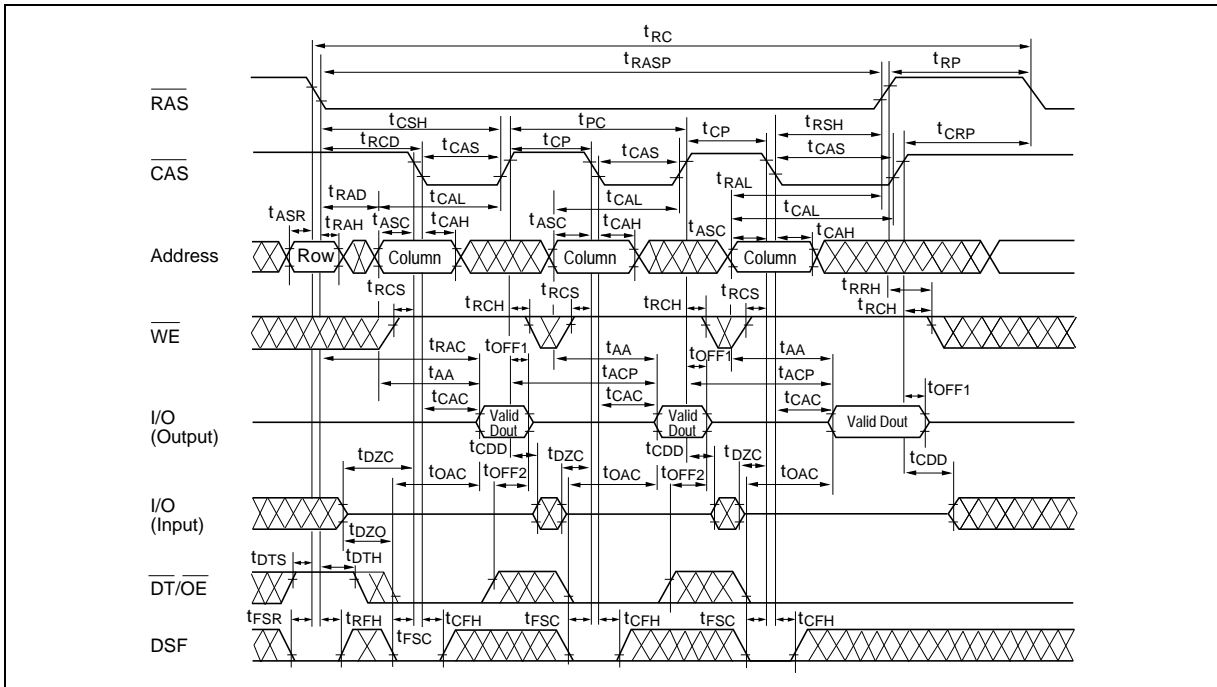 tRC
tRASP
tRP
RAS
tCSH
tPC
tCP
tRSH
tRCD
tCAS
tCP
tCAS
tCAS
tCRP
CAS
tRAD
tCAL
tCAL
tRAL
tCAL
tASR
tRAH
tASC
tCAH
tASC
tCAH
tASC
tCAH
Address
Row
Column
Column
Column
tRCS
tRCH
tRCS
tRCH
tRCS
tRRH
tRCH
WE
tRAC
tOFF1
tAA
tOFF1
tAA
tAA
tACP
tACP
tCAC
tCAC
tCAC
tOFF1
I/O
(Output)
Valid
Dout
Valid
Dout
Valid Dout
tDZC
tCDD
tDZC
tCDD
tDZC
tCDD
tOAC
tOFF2
tOAC
tOFF2
tOAC
I/O
(Input)
tDZO
tDTS
tDTH
DT/OE
tFSR
tRFH
tFSC
tCFH
tFSC
tCFH
tFSC
tCFH
DSF